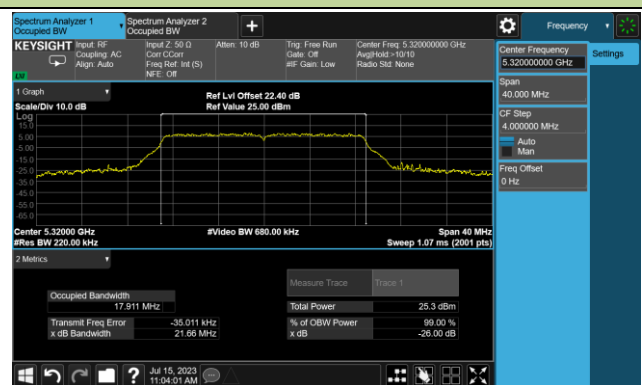 Spectrum Analyzer 1
Occupied BW
Spectrum Analyzer 2
Occupied BW
Frequency
KEYSIGHT
Input: RF
Coupling: AC
Align: Auto
Input Z: 50 Ω
Corr CCorr
Freq Ref: Int (S)
NFE: Off
Atten: 10 dB
Trig: Free Run
Gate: Off
#IF Gain: Low
Center Freq: 5.320000000 GHz
Avg|Hold:>10/10
Radio Std: None
LV
Center Frequency
5.320000000 GHz
Settings
Span
40.000 MHz
CF Step
4.000000 MHz
Auto
Man
Freq Offset
0 Hz
1 Graph
Scale/Div 10.0 dB
Ref Lvl Offset 22.40 dB
Ref Value 25.00 dBm
Log
15.0
5.00
-5.00
-15.0
-25.0
-35.0
-45.0
-55.0
-65.0
Center 5.32000 GHz
#Res BW 220.00 kHz
#Video BW 680.00 kHz
Span 40 MHz
Sweep 1.07 ms (2001 pts)
2 Metrics
Measure Trace
Trace 1
Occupied Bandwidth
17.911 MHz
Total Power
25.3 dBm
Transmit Freq Error
-35.011 kHz
% of OBW Power
99.00 %
x dB Bandwidth
21.66 MHz
x dB
-26.00 dB
?
Jul 15, 2023
11:04:01 AM